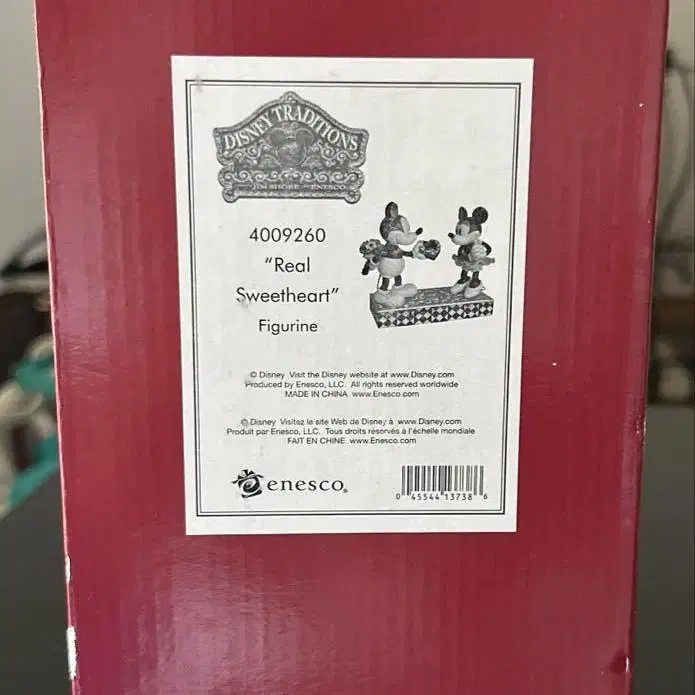 DISNEY TRADITIONS
JIM SHORE ENESCO
4009260
"Real
Sweetheart"
Figurine
© Disney Visit the Disney website at www.Disney.com
Produced by Enesco, LLC. All rights reserved worldwide
MADE IN CHINA www.Enesco.com
© Disney Visitez le site Web de Disney à www.Disney.com
Produit par Enesco, LLC. Tous droits réservés à l'échelle mondiale
FAIT EN CHINE www.Enesco.com
enesco®
0 45544 13738 6